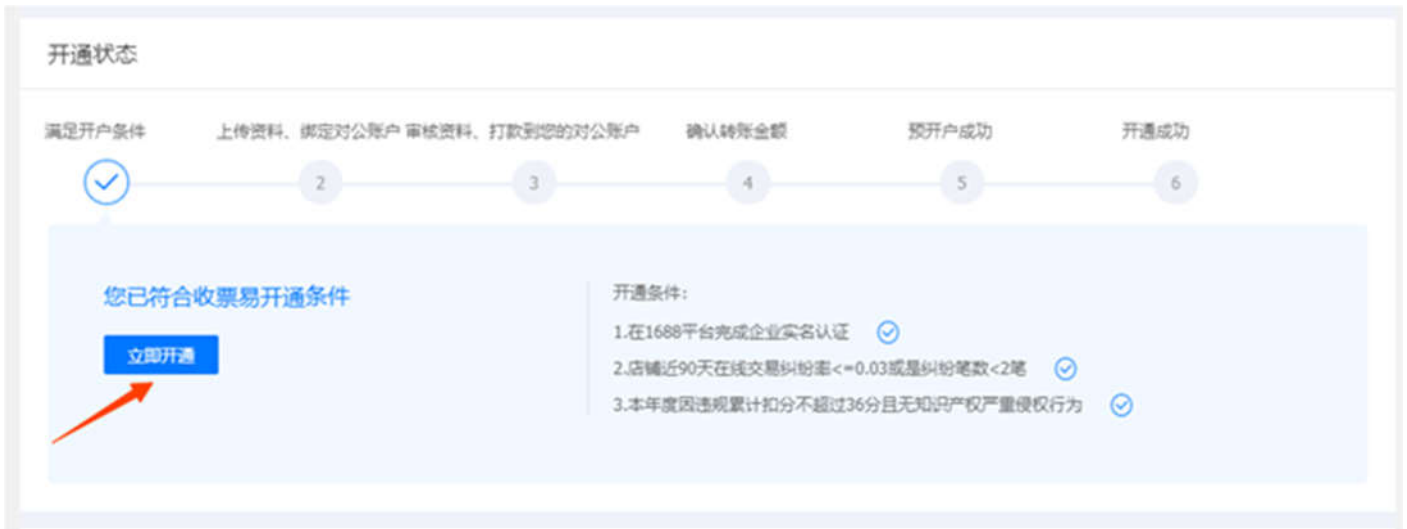 开通状态
满足开户条件 上传资料、绑定对公账户 审核资料、打款到您的对公账户 确认转账金额 预开户成功 开通成功
2 3 4 5 6
您已符合收票易开通条件
立即开通
开通条件:
1.在1688平台完成企业实名认证
2.店铺近90天在线交易纠纷率<=0.03或是纠纷笔数<2笔
3.本年度因违规累计扣分不超过36分且无知识产权严重侵权行为